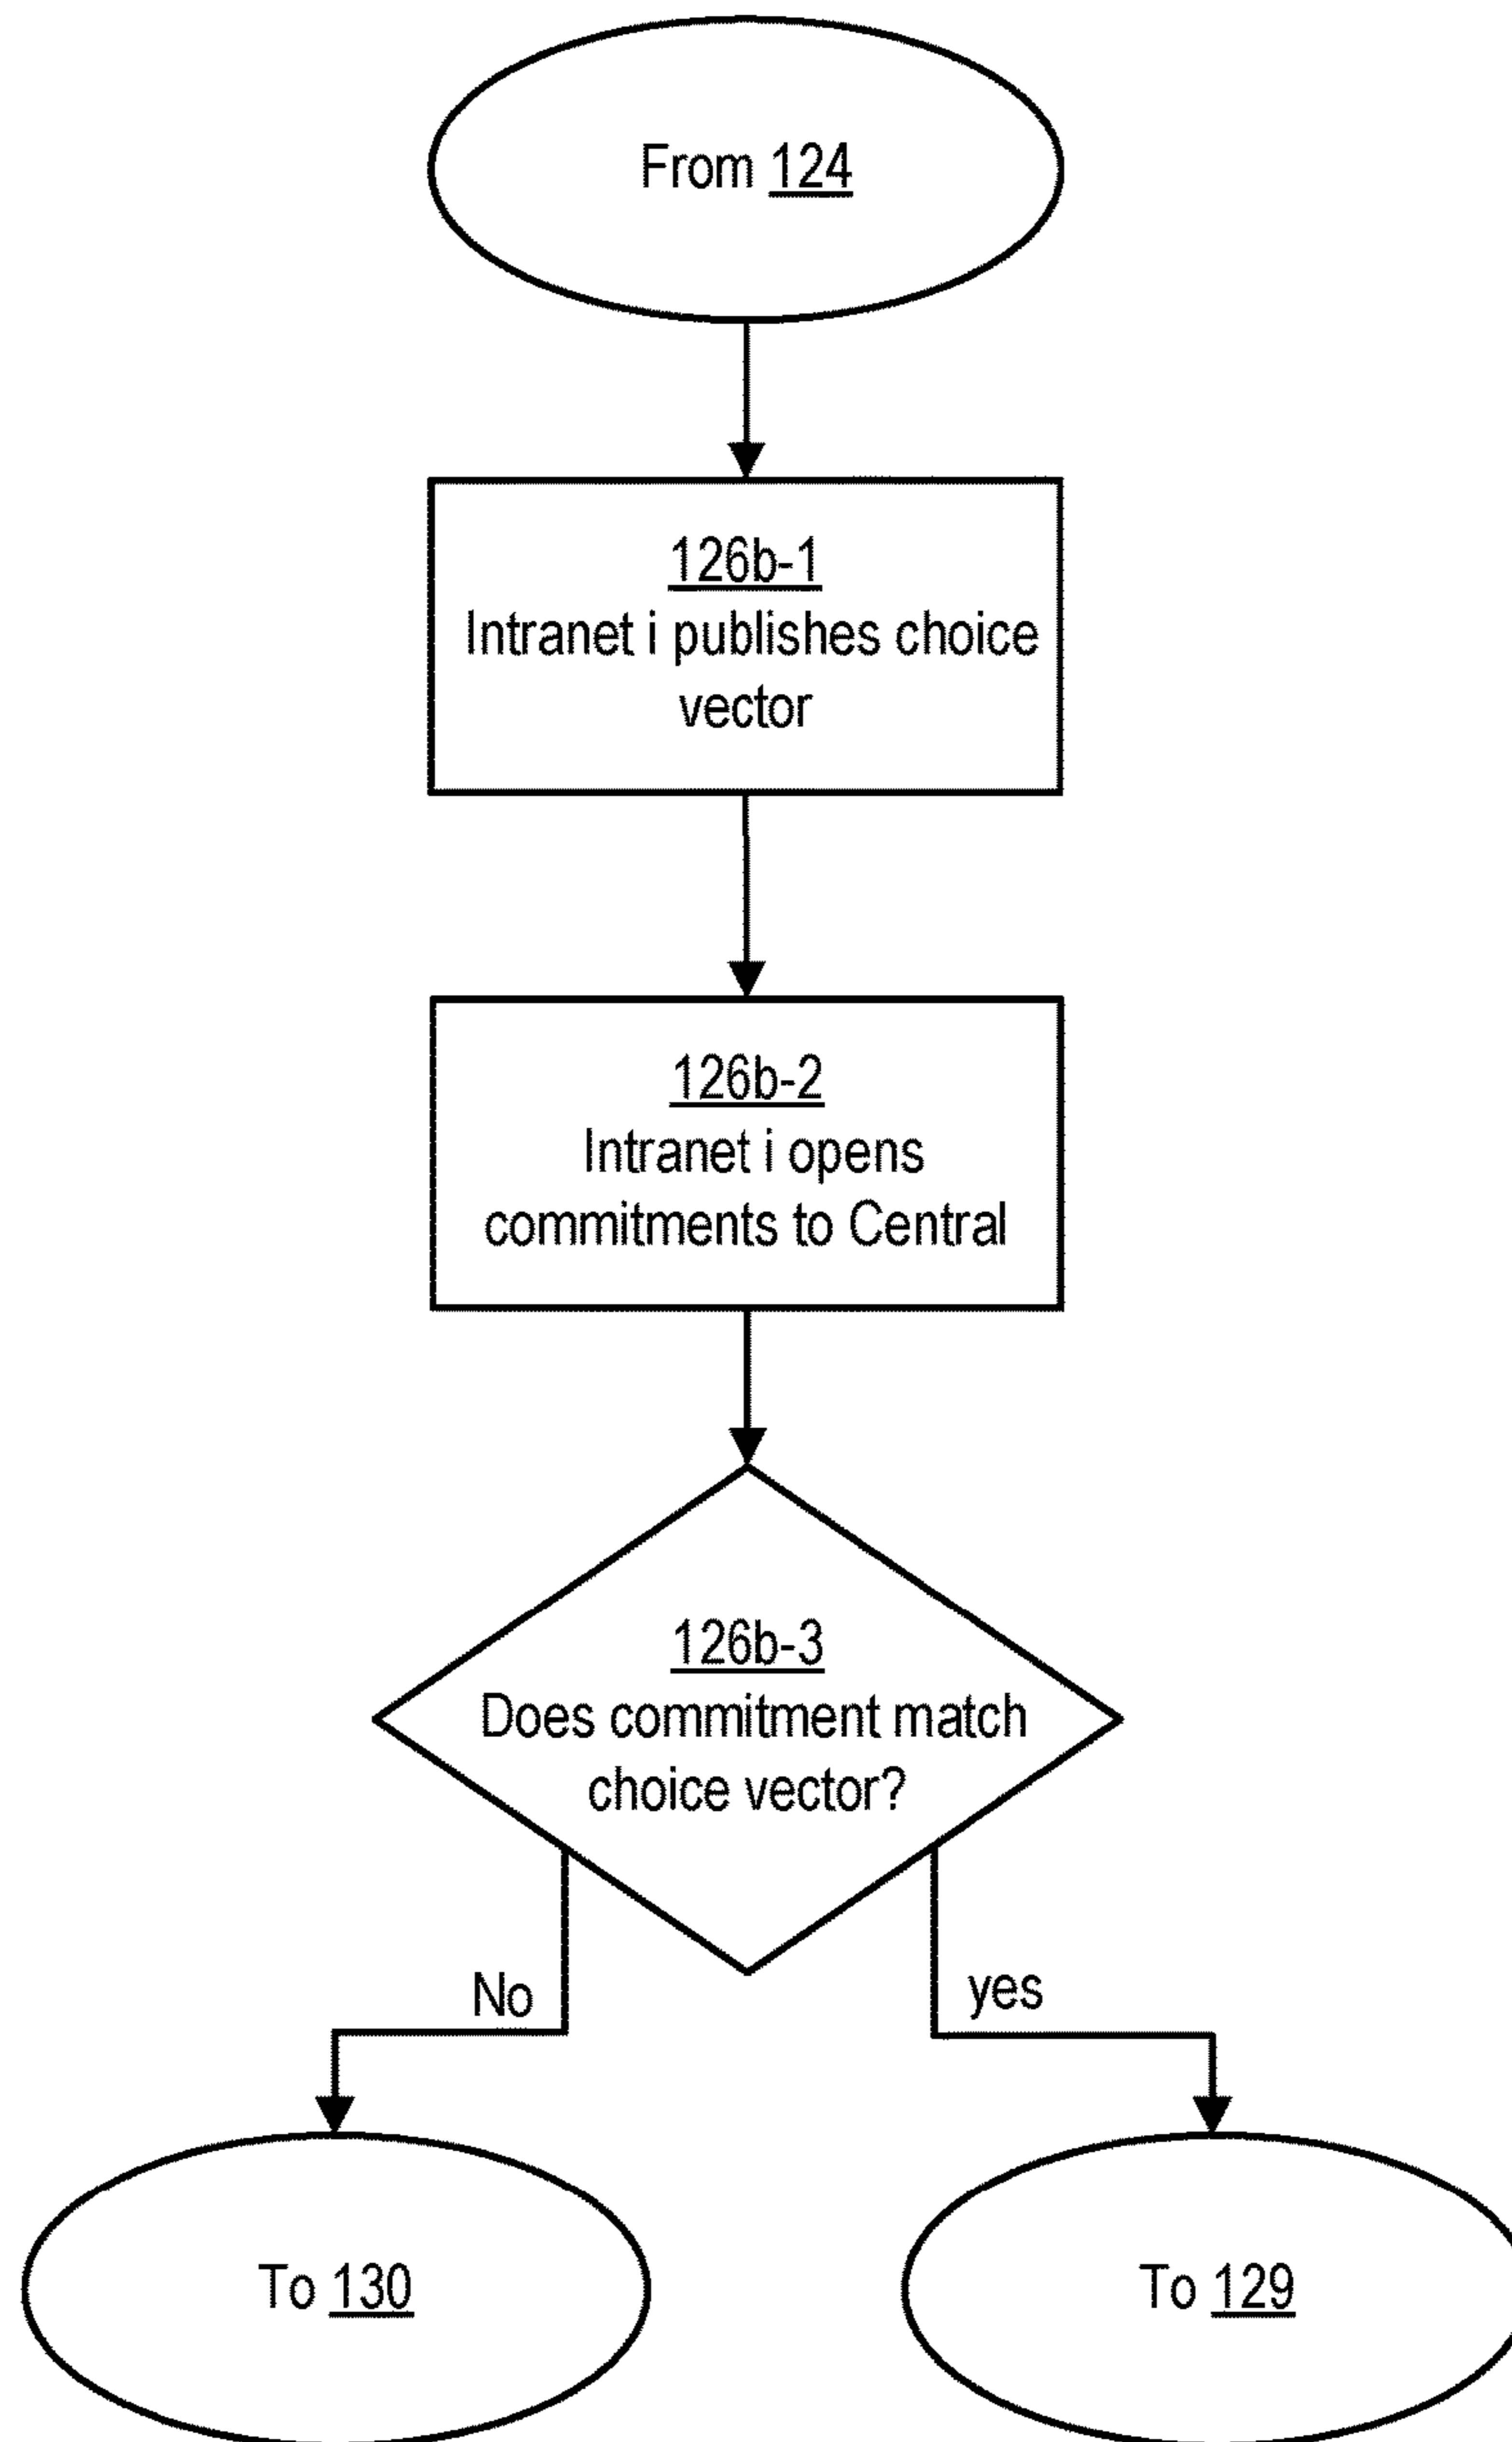 From 124
126b-1
Intranet i publishes choice
vector
126b-2
Intranet i opens
commitments to Central
126b-3
Does commitment match
choice vector?
No
yes
To 130
To 129